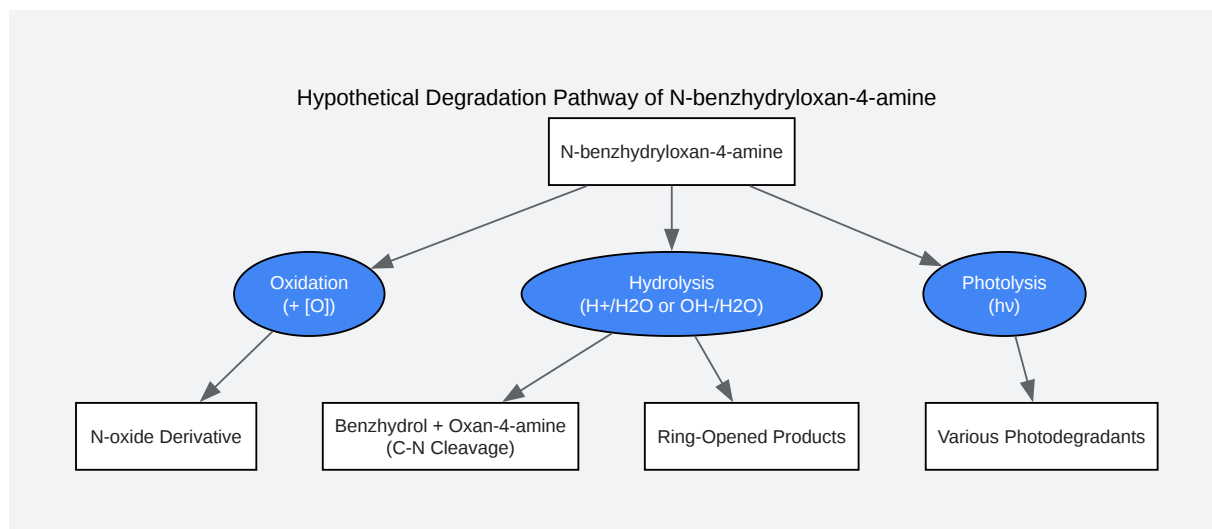 Hypothetical Degradation Pathway of N-benzhydryloxan-4-amine
N-benzhydryloxan-4-amine
Oxidation
(+ [O])
Hydrolysis
(H+/H2O or OH-/H2O)
Photolysis
(hν)
N-oxide Derivative
Benzhydrol + Oxan-4-amine
(C-N Cleavage)
Ring-Opened Products
Various Photodegradants